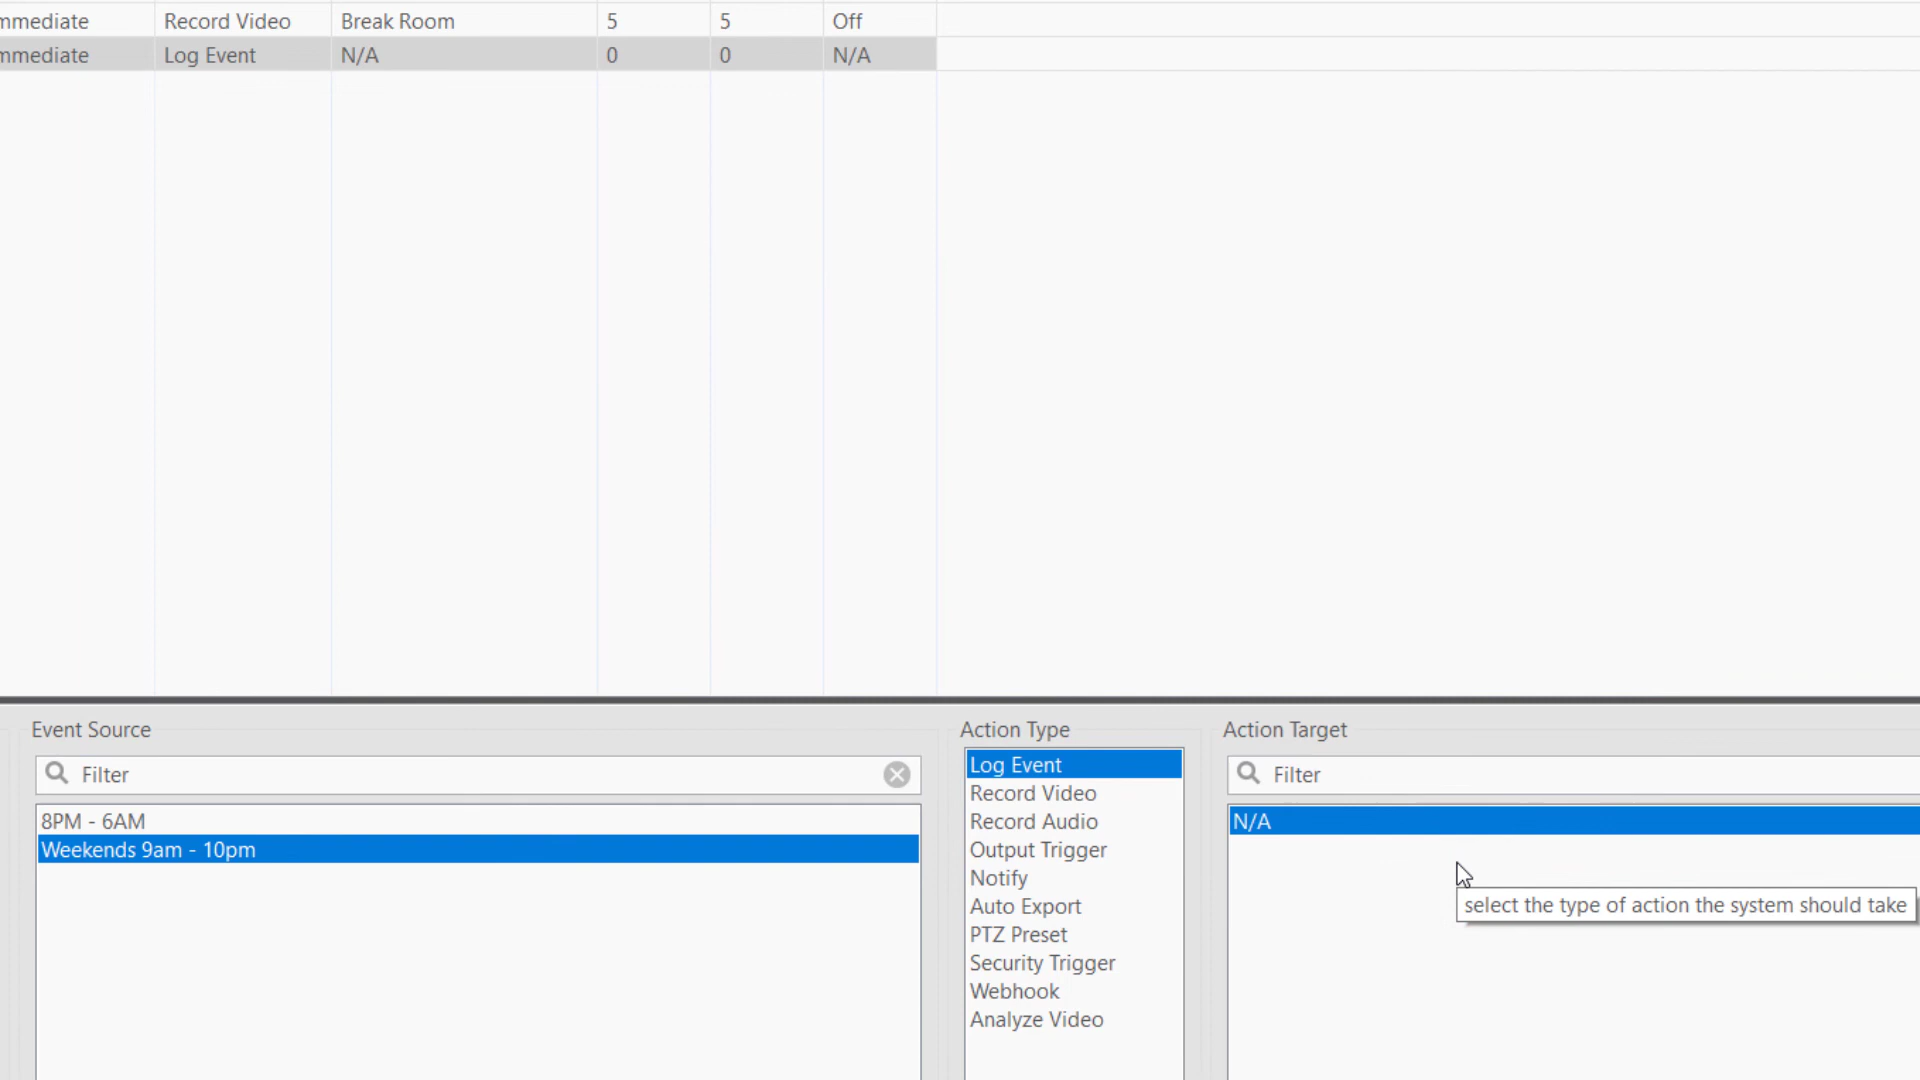 mmediate Record Video Break Room 5 5 Off
mmediate Log Event N/A 0 0 N/A
Event Source
Filter
8PM - 6AM
Weekends 9am - 10pm
Action Type
Log Event
Record Video
Record Audio
Output Trigger
Notify
Auto Export
PTZ Preset
Security Trigger
Webhook
Analyze Video
Action Target
Filter
N/A
select the type of action the system should take